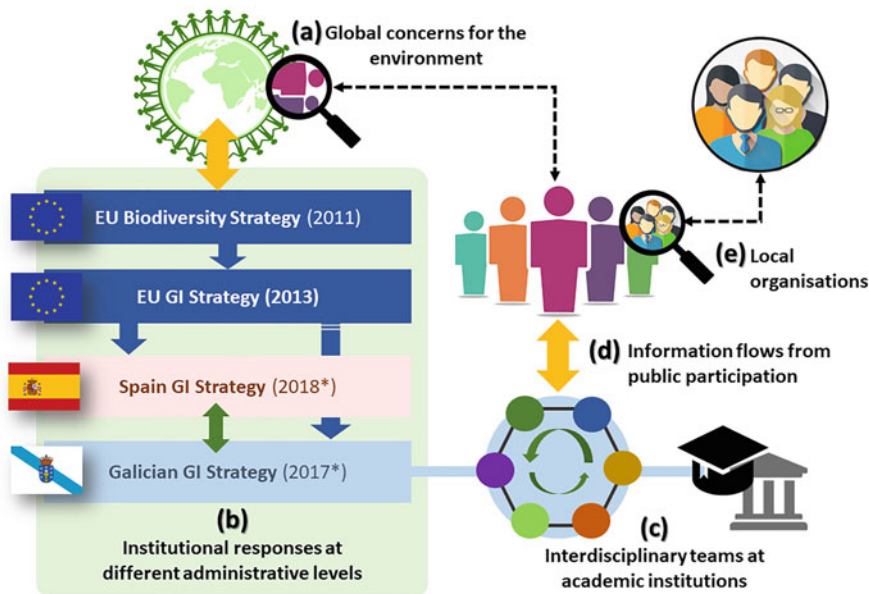 (a) Global concerns for the
environment
EU Biodiversity Strategy (2011)
EU GI Strategy (2013)
Spain GI Strategy (2018*)
Galician GI Strategy (2017*)
(b)
Institutional responses at
different administrative levels
(e) Local
organisations
(d) Information flows from
public participation
(c)
Interdisciplinary teams at
academic institutions